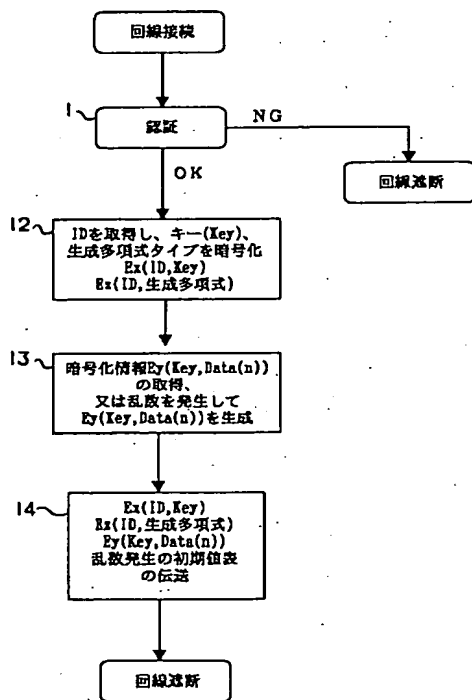 回線接続
1
認証
NG
OK
回線遮断
12
IDを取得し、キー(Key)、
生成多項式タイプを暗号化
Ex(ID,Key)
Ez(ID,生成多項式)
13
暗号化情報Ey(Key,Data(n))
の取得、
又は乱数を発生して
Ey(Key,Data(n))を生成
14
Ex(ID,Key)
Ez(ID,生成多項式)
Ey(Key,Data(n))
乱数発生の初期値表
の伝送
回線遮断